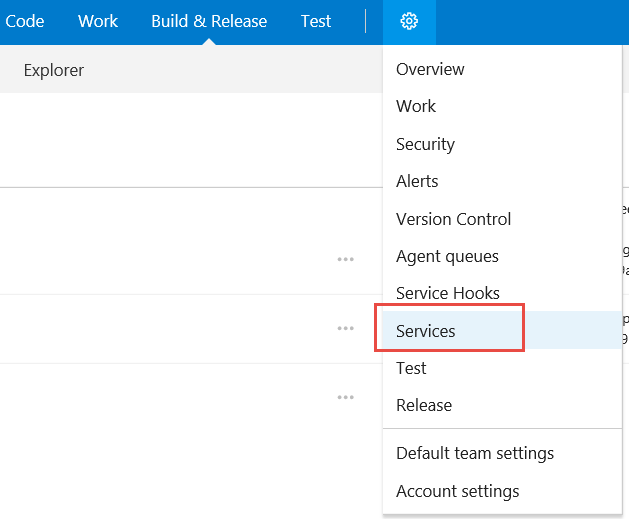 Code Work Build & Release Test
Explorer
Overview
Work
Security
Alerts
Version Control
Agent queues
Service Hooks
Services
Test
Release
Default team settings
Account settings